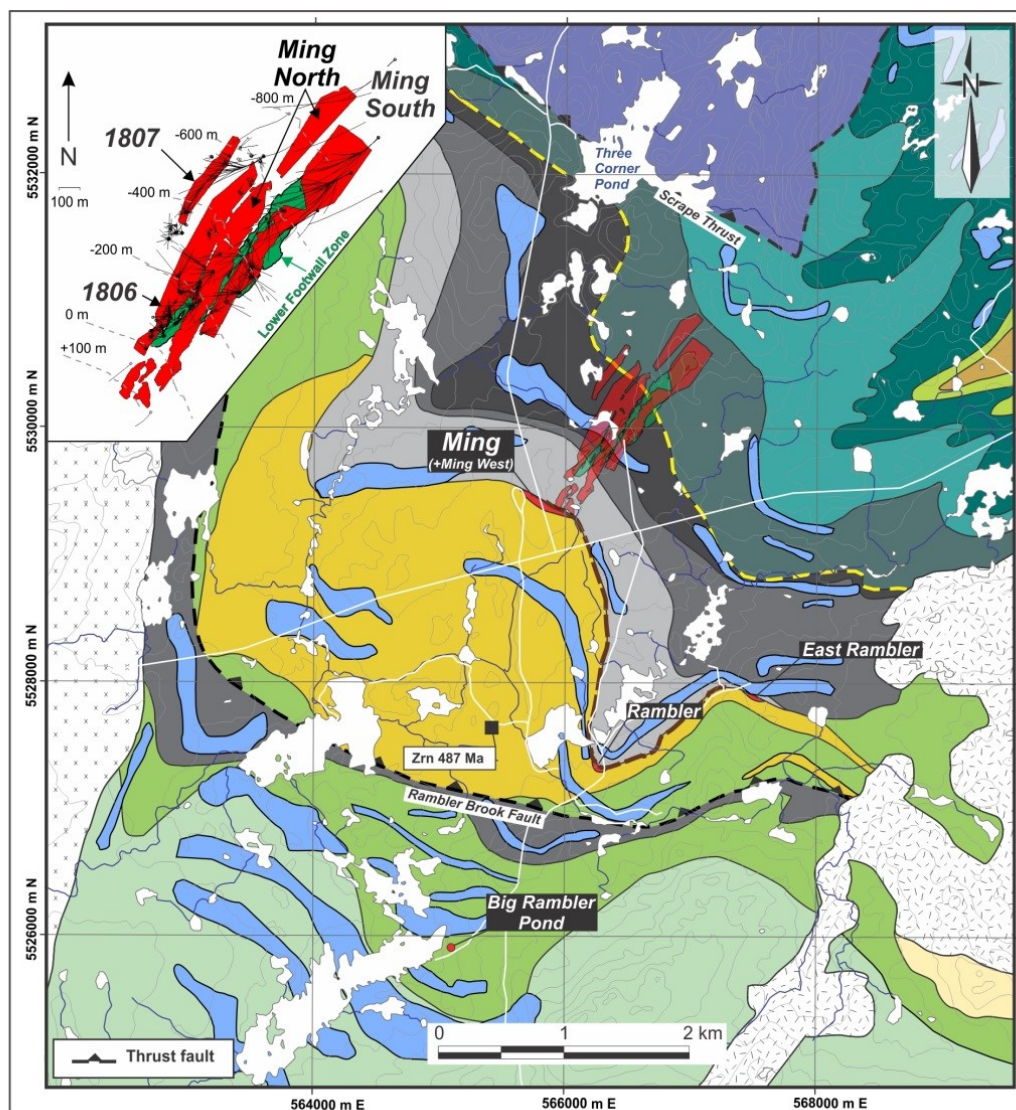 Ming
North
Ming
South
-800 m
1807
-600 m
N
-400 m
100 m
-200 m
1806
Lower Footwall Zone
0 m
+100 m
N
Three
Corner
Pond
Scrape Thrust
5532000 m N
5530000 m N
5528000 m N
5526000 m N
Ming
(+Ming West)
East Rambler
Rambler
Zrn 487 Ma
Rambler Brook Fault
Big Rambler
Pond
0 1 2 km
Thrust fault
564000 m E
566000 m E
568000 m E